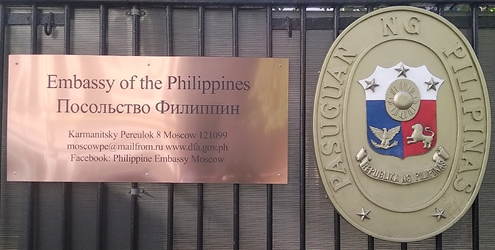 Embassy of the Philippines
Посольство Филиппин
Karmanitsky Pereulok 8 Moscow 121099
moscowpe@mailfrom.ru www.dfa.gov.ph
Facebook: Philippine Embassy Moscow
PASUGUAN NG PILIPINAS
REPUBLIKA NG PILIPINAS